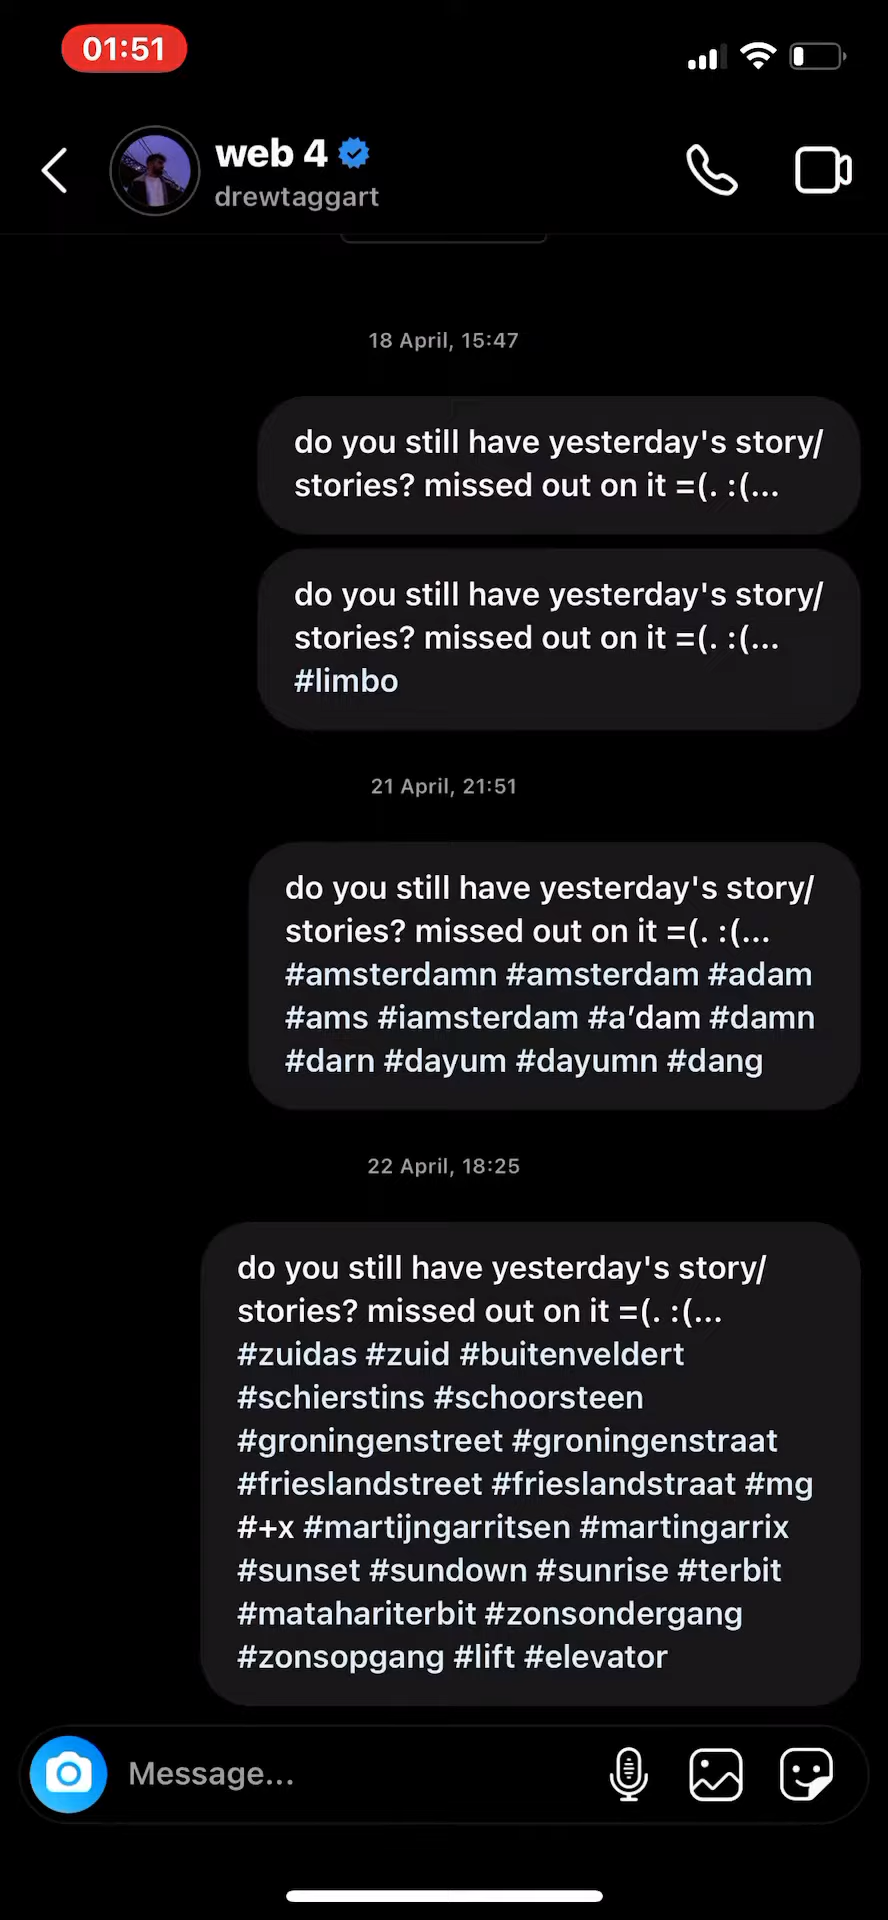 01:51
web 4
drewtaggart
18 April, 15:47
do you still have yesterday's story/
stories? missed out on it =(. :(...
do you still have yesterday's story/
stories? missed out on it =(. :(...
#limbo
21 April, 21:51
do you still have yesterday's story/
stories? missed out on it =(. :(...
#amsterdamn #amsterdam #adam
#ams #iamsterdam #a’dam #damn
#darn #dayum #dayumn #dang
22 April, 18:25
do you still have yesterday's story/
stories? missed out on it =(. :(...
#zuidas #zuid #buitenveldert
#schierstins #schoorsteen
#groningenstreet #groningenstraat
#frieslandstreet #frieslandstraat #mg
#+x #martijngarritsen #martingarrix
#sunset #sundown #sunrise #terbit
#matahariterbit #zonsondergang
#zonsopgang #lift #elevator
Message...